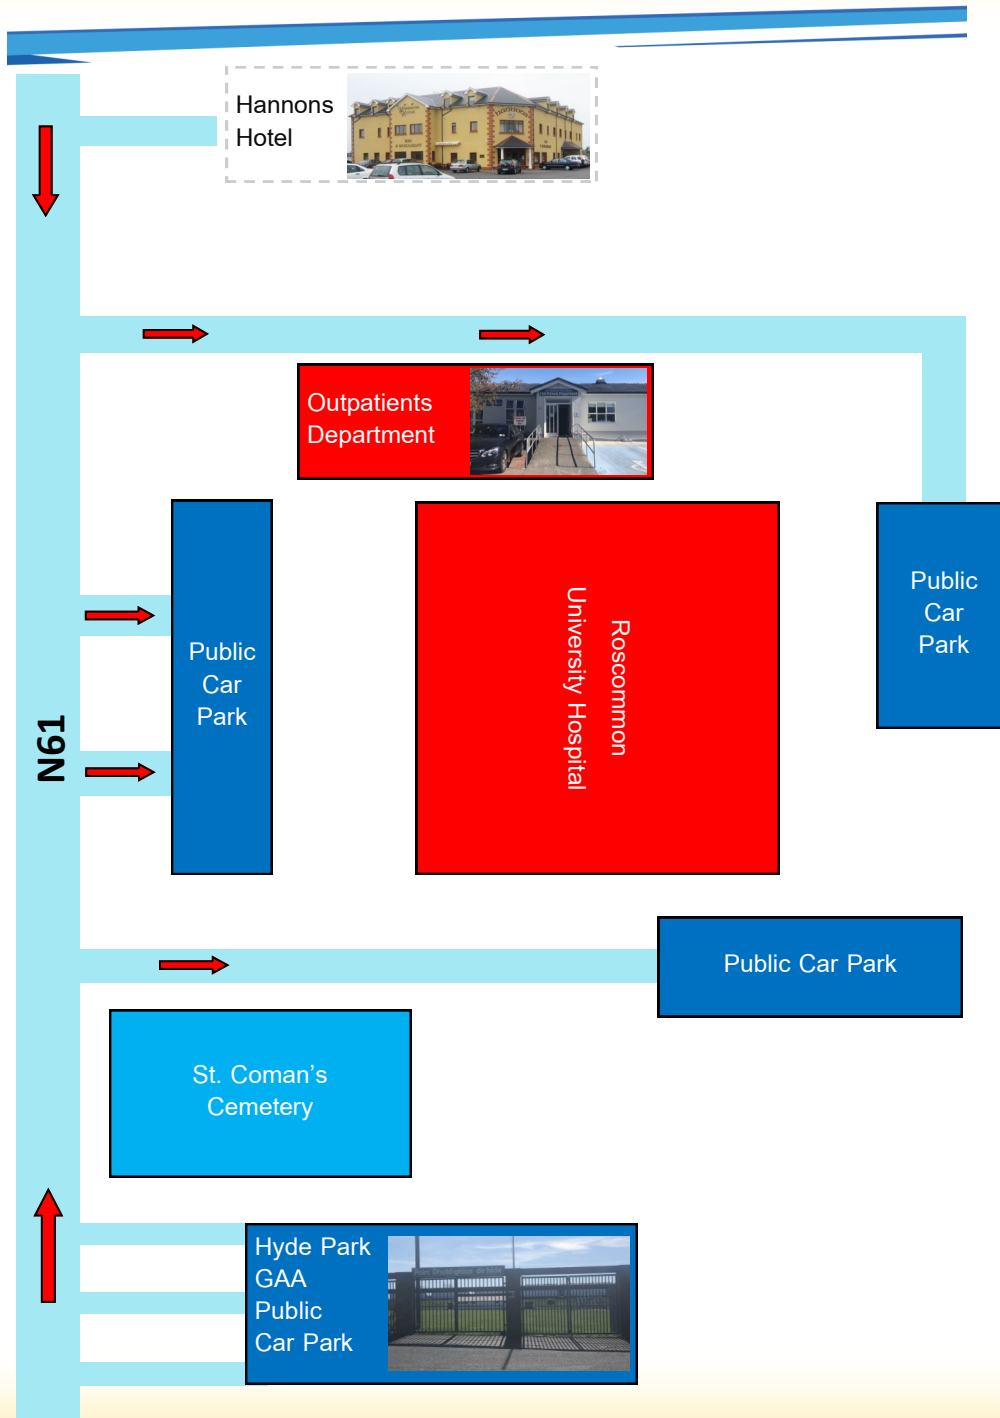 Hannons
Hotel
hannons
Outpatients
Department
Public
Car
Park
Roscommon
University Hospital
Public
Car
Park
N61
Public Car Park
St. Coman’s
Cemetery
Hyde Park
GAA
Public
Car Park